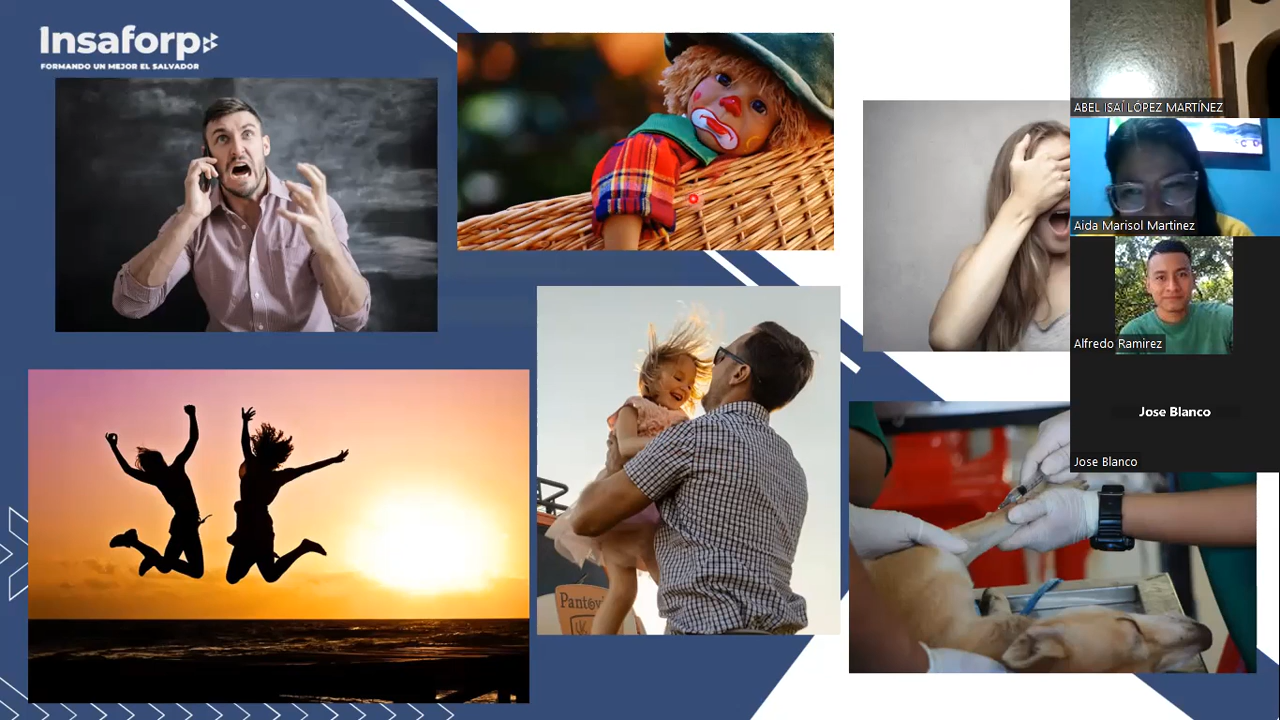 Insaforp
FORMANDO UN MEJOR EL SALVADOR
ABEL ISAÍ LÓPEZ MARTÍNEZ
Aida Marisol Martinez
Alfredo Ramirez
Jose Blanco
Jose Blanco